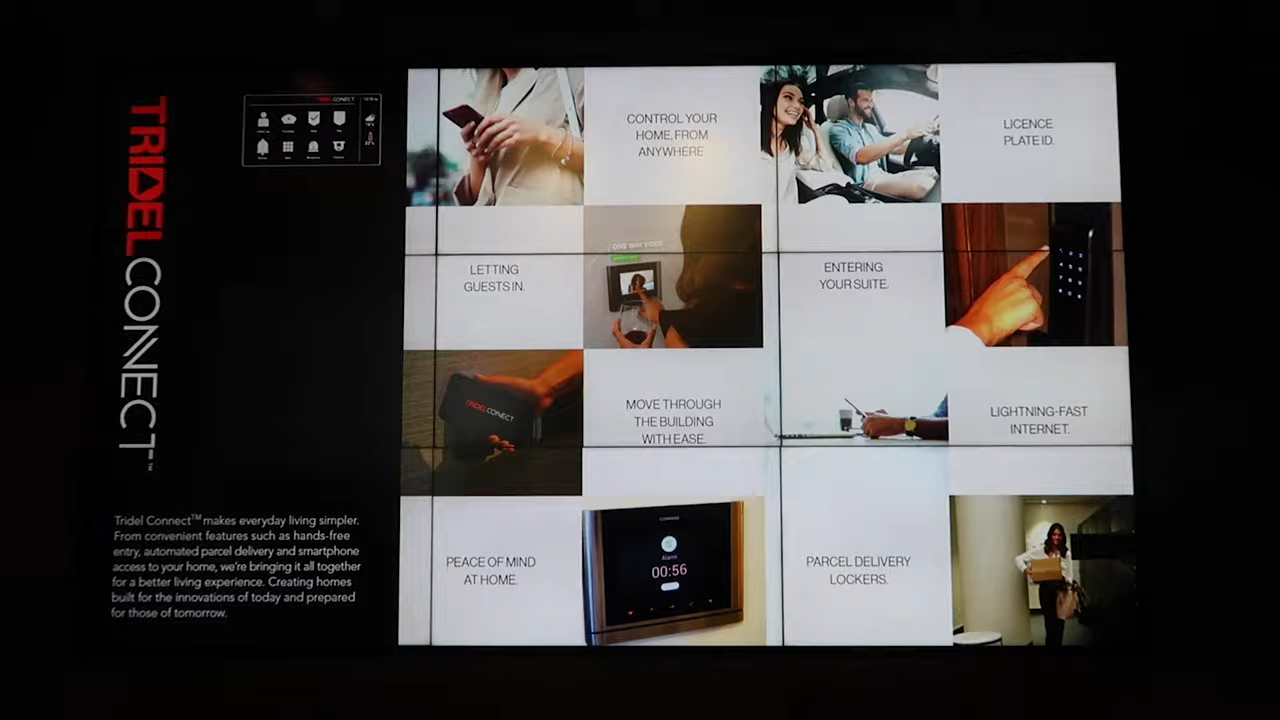 TRIDEL CONNECT™
TRIDEL CONNECT
CONTROL YOUR
HOME, FROM
ANYWHERE
LICENCE
PLATE ID.
LETTING
GUESTS IN.
ONE WAY VIDEO
ENTERING
YOUR SUITE.
TRIDEL CONNECT
MOVE THROUGH
THE BUILDING
WITH EASE.
LIGHTNING-FAST
INTERNET.
PEACE OF MIND
AT HOME.
Alarm
00:56
PARCEL DELIVERY
LOCKERS.
Tridel Connect™ makes everyday living simpler.
From convenient features such as hands-free
entry, automated parcel delivery and smartphone
access to your home, we're bringing it all together
for a better living experience. Creating homes
built for the innovations of today and prepared
for those of tomorrow.